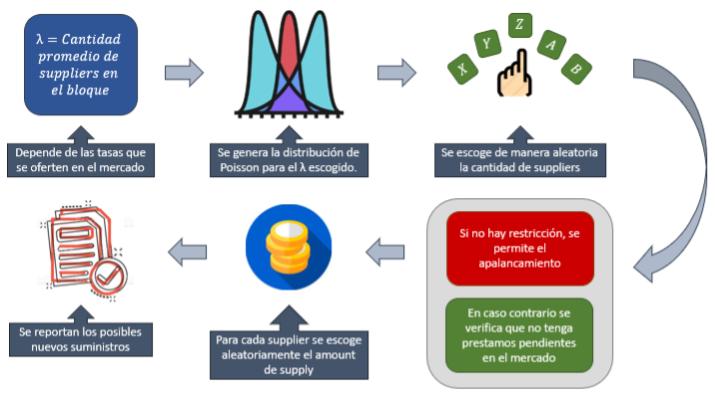 λ = Cantidad
promedio de
suppliers en
el bloque
X
Y
Z
A
B
Depende de las tasas que
se oferten en el mercado
Se genera la distribución de
Poisson para el λ escogido.
Se escoge de manera aleatoria
la cantidad de suppliers
Si no hay restricción, se
permite el
apalancamiento
En caso contrario se
verifica que no tenga
prestamos pendientes
en el mercado
Para cada supplier se escoge
aleatoriamente el amount
de supply
Se reportan los posibles
nuevos suministros